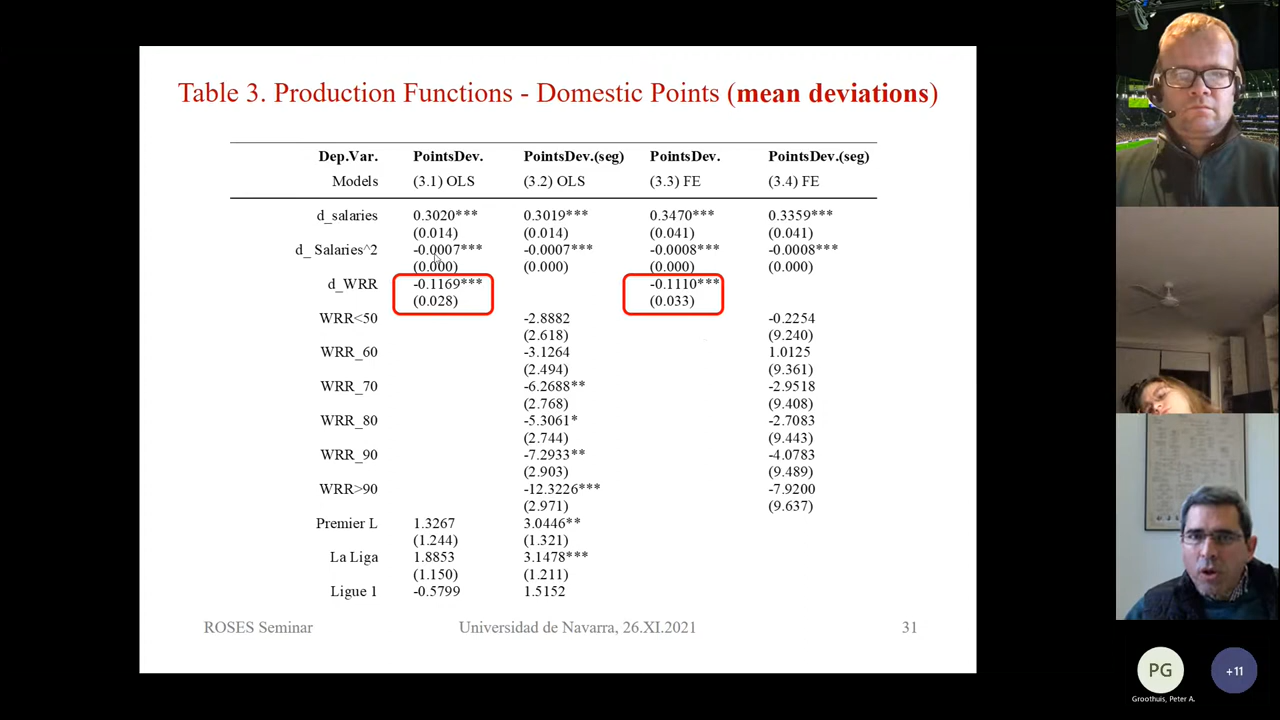 Table 3. Production Functions - Domestic Points (mean deviations)
Dep.Var. PointsDev. PointsDev.(seg) PointsDev. PointsDev.(seg)
Models (3.1) OLS (3.2) OLS (3.3) FE (3.4) FE
d_salaries 0.3020*** 0.3019*** 0.3470*** 0.3359***
(0.014) (0.014) (0.041) (0.041)
d_ Salaries^2 -0.0007*** -0.0007*** -0.0008*** -0.0008***
(0.000) (0.000) (0.000) (0.000)
d_WRR -0.1169*** -0.1110***
(0.028) (0.033)
WRR<50 -2.8882 -0.2254
(2.618) (9.240)
WRR_60 -3.1264 1.0125
(2.494) (9.361)
WRR_70 -6.2688** -2.9518
(2.768) (9.408)
WRR_80 -5.3061* -2.7083
(2.744) (9.443)
WRR_90 -7.2933** -4.0783
(2.903) (9.489)
WRR>90 -12.3226*** -7.9200
(2.971) (9.637)
Premier L 1.3267 3.0446**
(1.244) (1.321)
La Liga 1.8853 3.1478***
(1.150) (1.211)
Ligue 1 -0.5799 1.5152
ROSES Seminar Universidad de Navarra, 26.XI.2021 31
PG +11
Groothuis, Peter A.